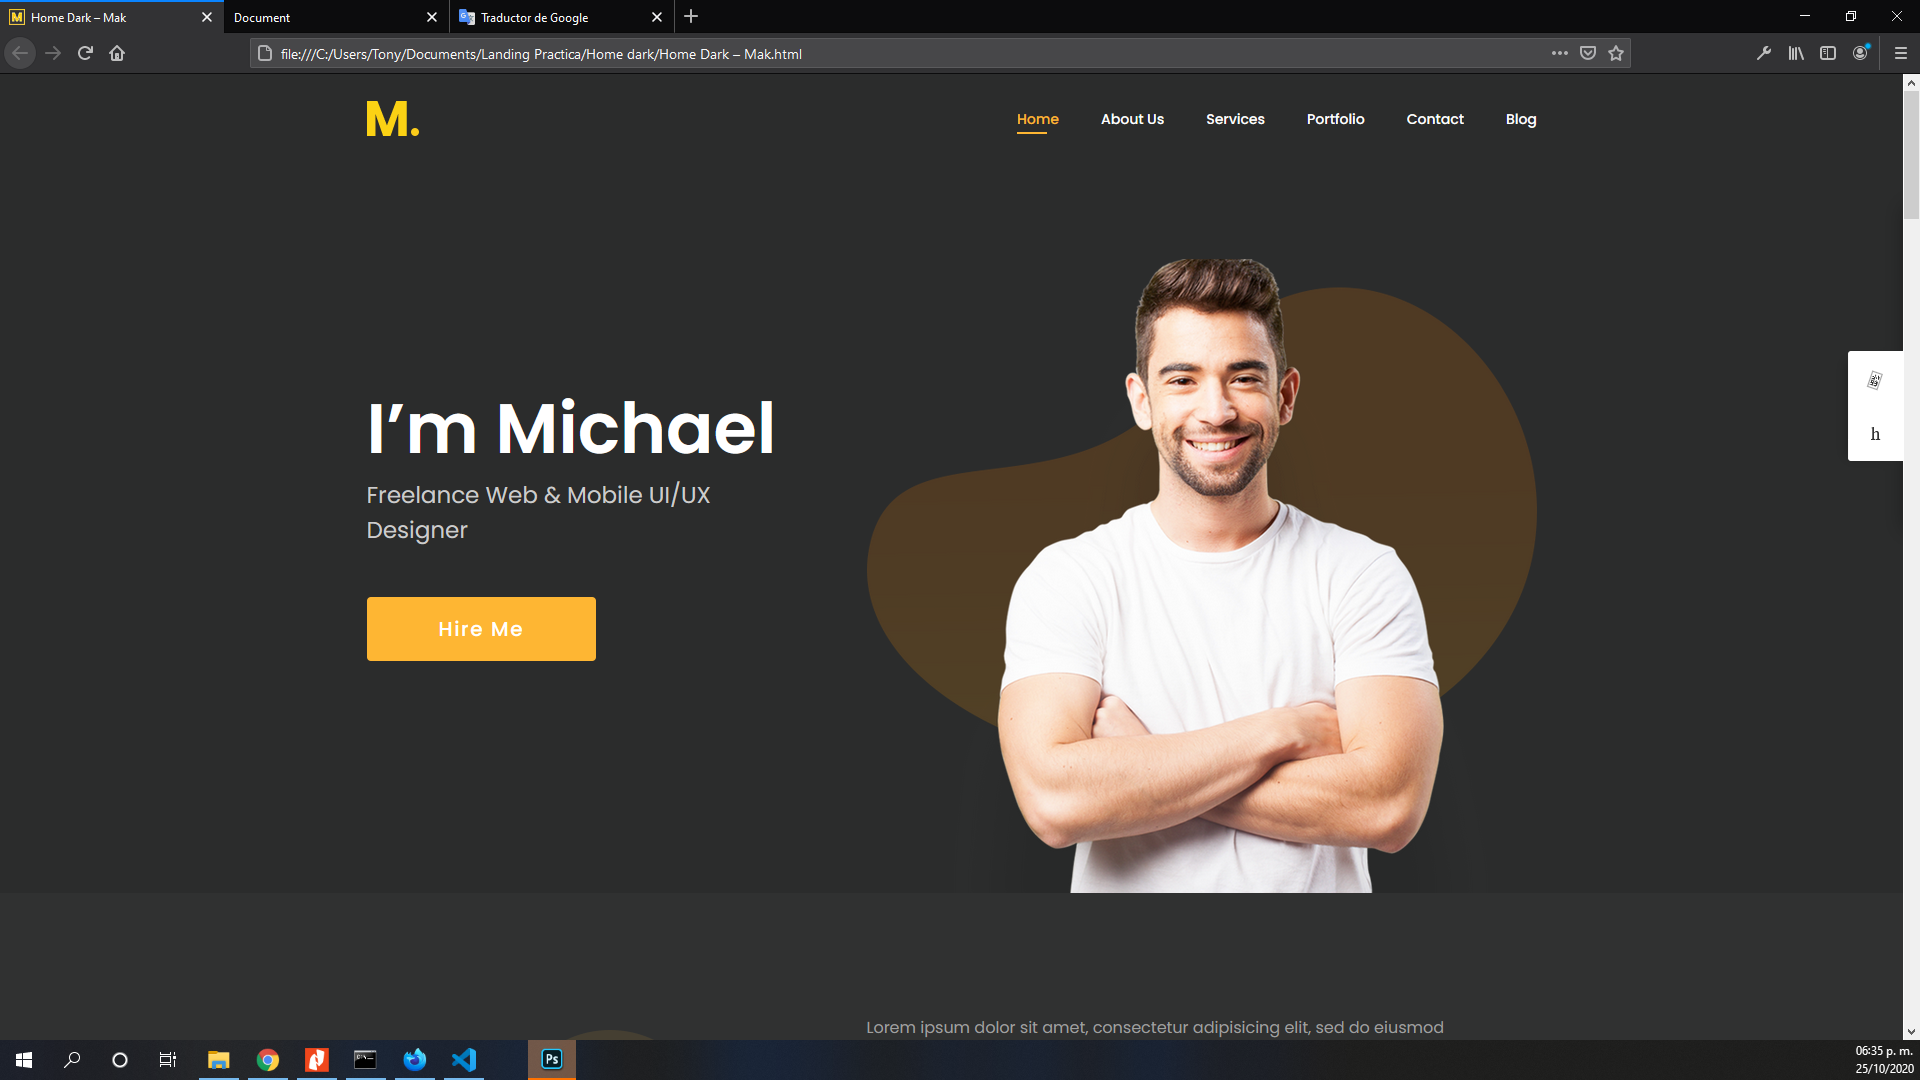 Home Dark – Mak
Document
Traductor de Google
file:///C:/Users/Tony/Documents/Landing Practica/Home dark/Home Dark – Mak.html
M.
Home
About Us
Services
Portfolio
Contact
Blog
I’m Michael
Freelance Web & Mobile UI/UX
Designer
Hire Me
h
Lorem ipsum dolor sit amet, consectetur adipisicing elit, sed do eiusmod
Ps
06:35 p. m.
25/10/2020